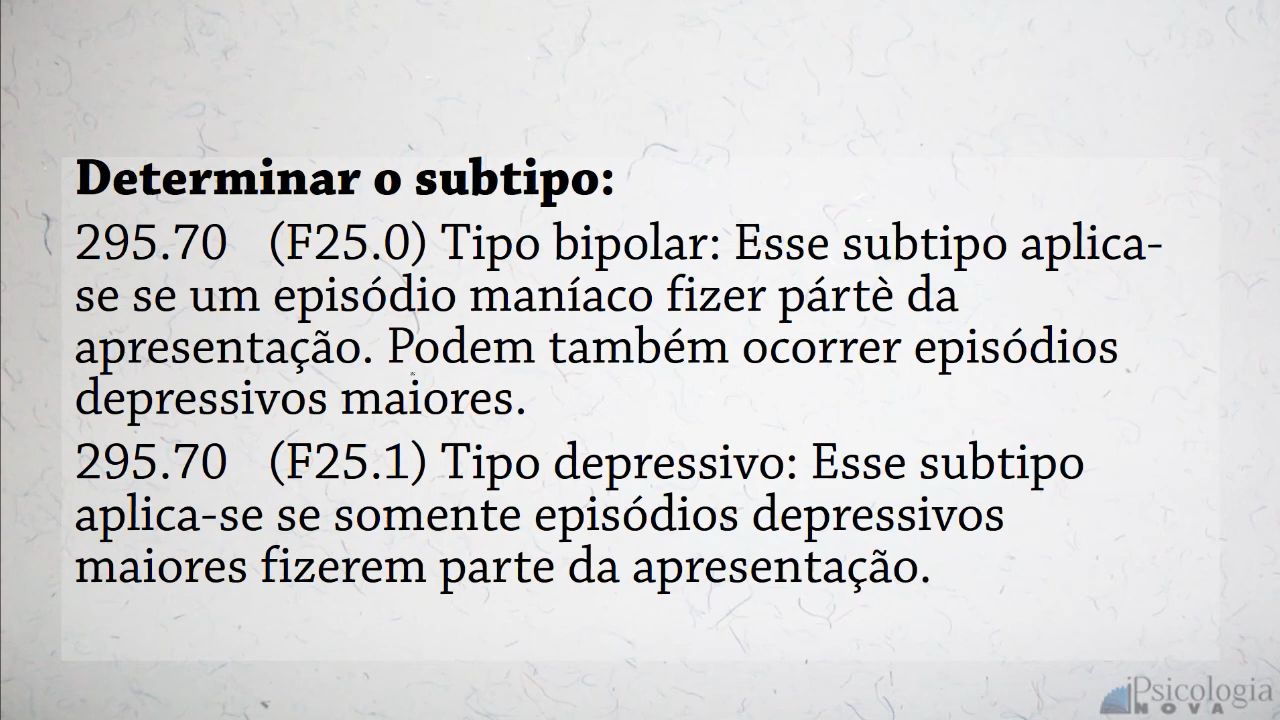 Determinar o subtipo:
295.70 (F25.0) Tipo bipolar: Esse subtipo aplica-
se se um episódio maníaco fizer pártè da
apresentação. Podem também ocorrer episódios
depressivos maiores.
295.70 (F25.1) Tipo depressivo: Esse subtipo
aplica-se se somente episódios depressivos
maiores fizerem parte da apresentação.
Psicologia
NOVA